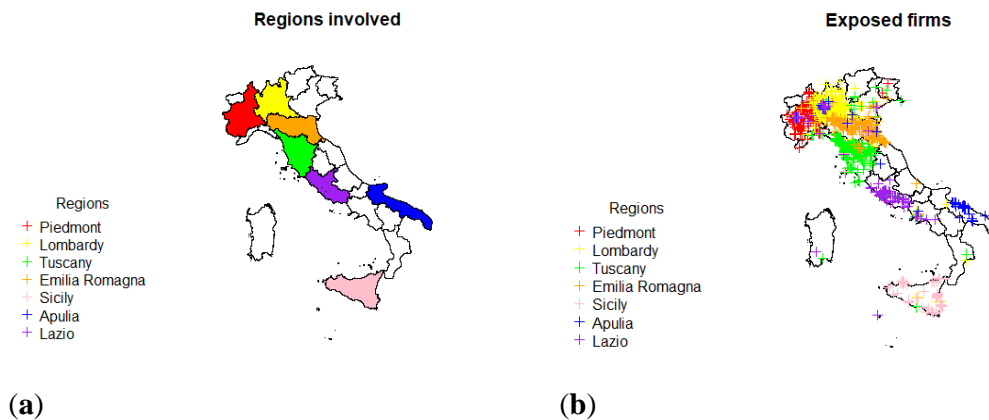 Regions involved
Regions
Piedmont
Lombardy
Tuscany
Emilia Romagna
Sicily
Apulia
Lazio
(a)
Exposed firms
Regions
Piedmont
Lombardy
Tuscany
Emilia Romagna
Sicily
Apulia
Lazio
(b)